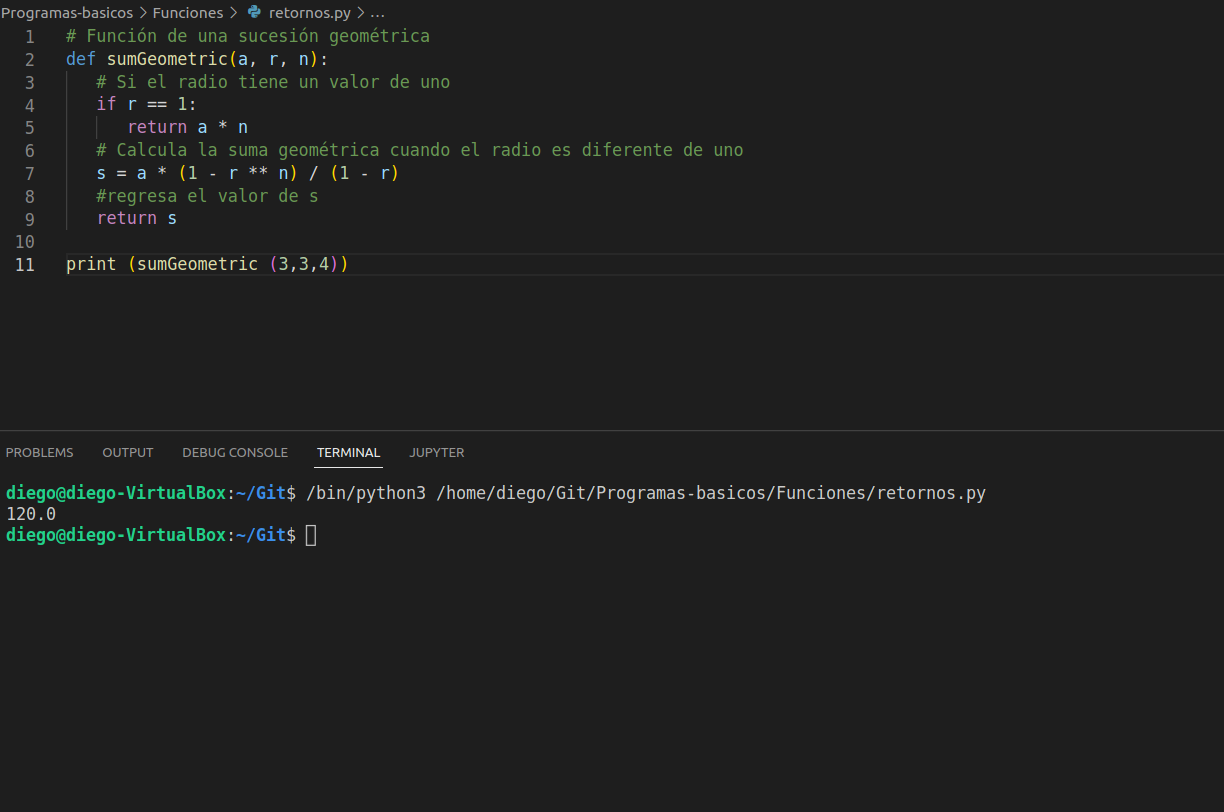 Programas-basicos > Funciones > retornos.py > ...
1 # Función de una sucesión geométrica
2 def sumGeometric(a, r, n):
3 # Si el radio tiene un valor de uno
4 if r == 1:
5 return a * n
6 # Calcula la suma geométrica cuando el radio es diferente de uno
7 s = a * (1 - r ** n) / (1 - r)
8 #regresa el valor de s
9 return s
10
11 print (sumGeometric (3,3,4))
PROBLEMS OUTPUT DEBUG CONSOLE TERMINAL JUPYTER
diego@diego-VirtualBox:~/Git$ /bin/python3 /home/diego/Git/Programas-basicos/Funciones/retornos.py
120.0
diego@diego-VirtualBox:~/Git$